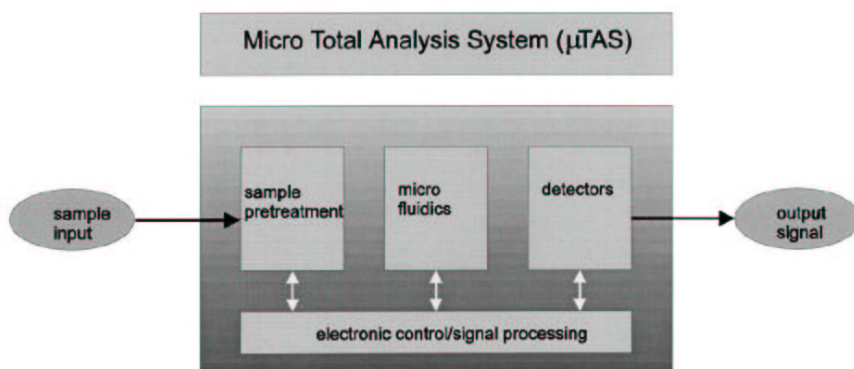 Micro Total Analysis System (µTAS)
sample
input
sample
pretreatment
micro
fluidics
detectors
output
signal
electronic control/signal processing